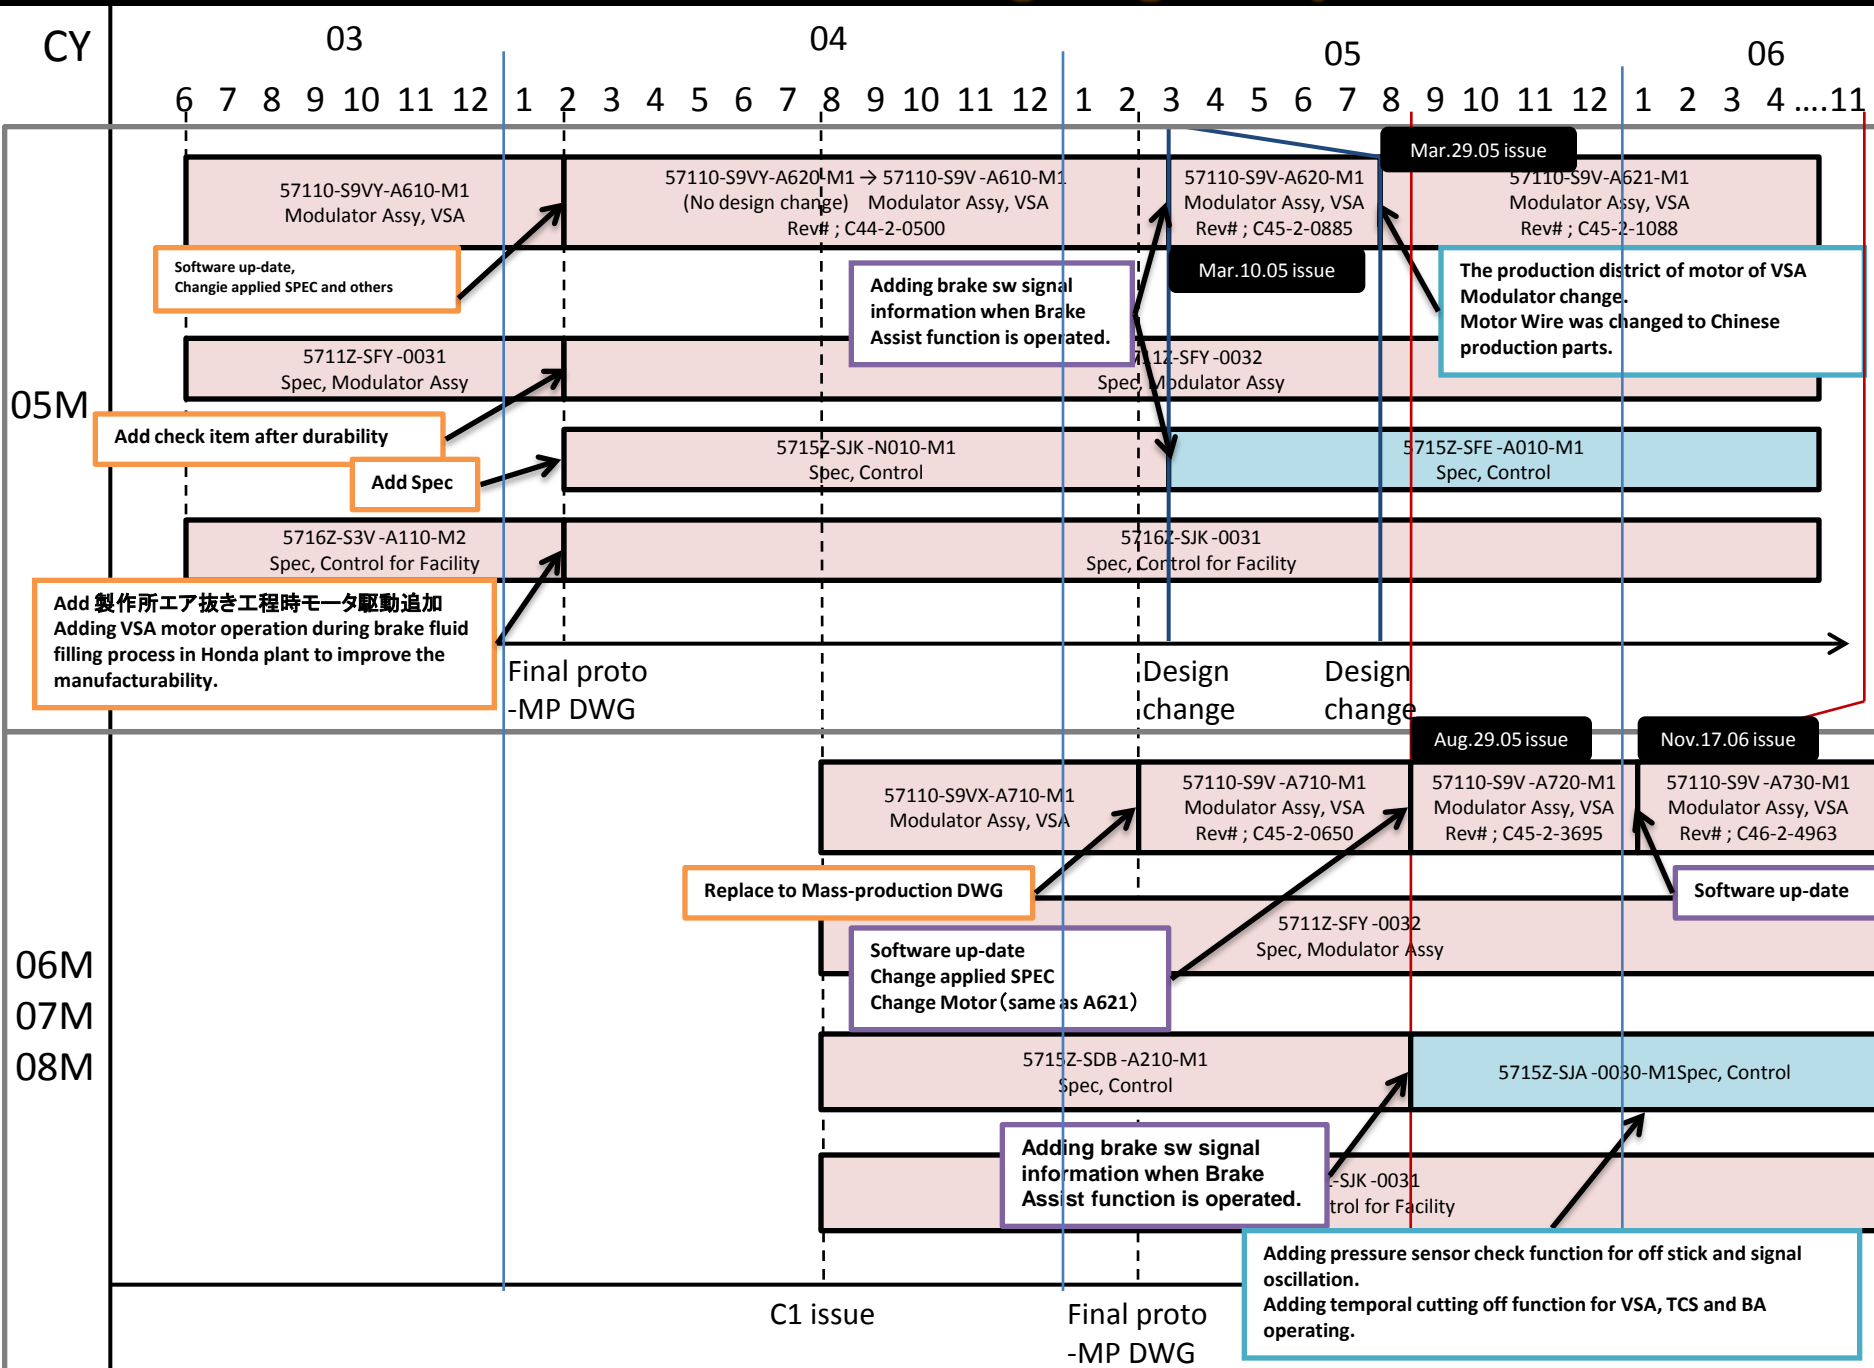 CY
03
04
05
06
6 7 8 9 10 11 12 1 2 3 4 5 6 7 8 9 10 11 12 1 2 3 4 5 6 7 8 9 10 11 12 1 2 3 4 ....11
Mar.29.05 issue
57110-S9VY-A610-M1
Modulator Assy, VSA
57110-S9VY-A620-M1 → 57110-S9V-A610-M1
(No design change) Modulator Assy, VSA
Rev# ; C44-2-0500
57110-S9V-A620-M1
Modulator Assy, VSA
Rev# ; C45-2-0885
57110-S9V-A621-M1
Modulator Assy, VSA
Rev# ; C45-2-1088
Software up-date,
Changie applied SPEC and others
Adding brake sw signal
information when Brake
Assist function is operated.
Mar.10.05 issue
The production district of motor of VSA
Modulator change.
Motor Wire was changed to Chinese
production parts.
05M
5711Z-SFY-0031
Spec, Modulator Assy
711Z-SFY-0032
Spec, Modulator Assy
Add check item after durability
Add Spec
5715Z-SJK-N010-M1
Spec, Control
5715Z-SFE-A010-M1
Spec, Control
5716Z-S3V-A110-M2
Spec, Control for Facility
5716Z-SJK-0031
Spec, Control for Facility
Add 製作所エア抜き工程時モータ駆動追加
Adding VSA motor operation during brake fluid
filling process in Honda plant to improve the
manufacturability.
Final proto
-MP DWG
Design
change
Design
change
Aug.29.05 issue
Nov.17.06 issue
06M
07M
08M
57110-S9VX-A710-M1
Modulator Assy, VSA
57110-S9V-A710-M1
Modulator Assy, VSA
Rev# ; C45-2-0650
57110-S9V-A720-M1
Modulator Assy, VSA
Rev# ; C45-2-3695
57110-S9V-A730-M1
Modulator Assy, VSA
Rev# ; C46-2-4963
Replace to Mass-production DWG
Software up-date
5711Z-SFY-0032
Spec, Modulator Assy
Software up-date
Change applied SPEC
Change Motor（same as A621）
5715Z-SDB-A210-M1
Spec, Control
5715Z-SJA-0030-M1Spec, Control
Adding brake sw signal
information when Brake
Assist function is operated.
-SJK-0031
trol for Facility
Adding pressure sensor check function for off stick and signal
oscillation.
Adding temporal cutting off function for VSA, TCS and BA
operating.
C1 issue
Final proto
-MP DWG